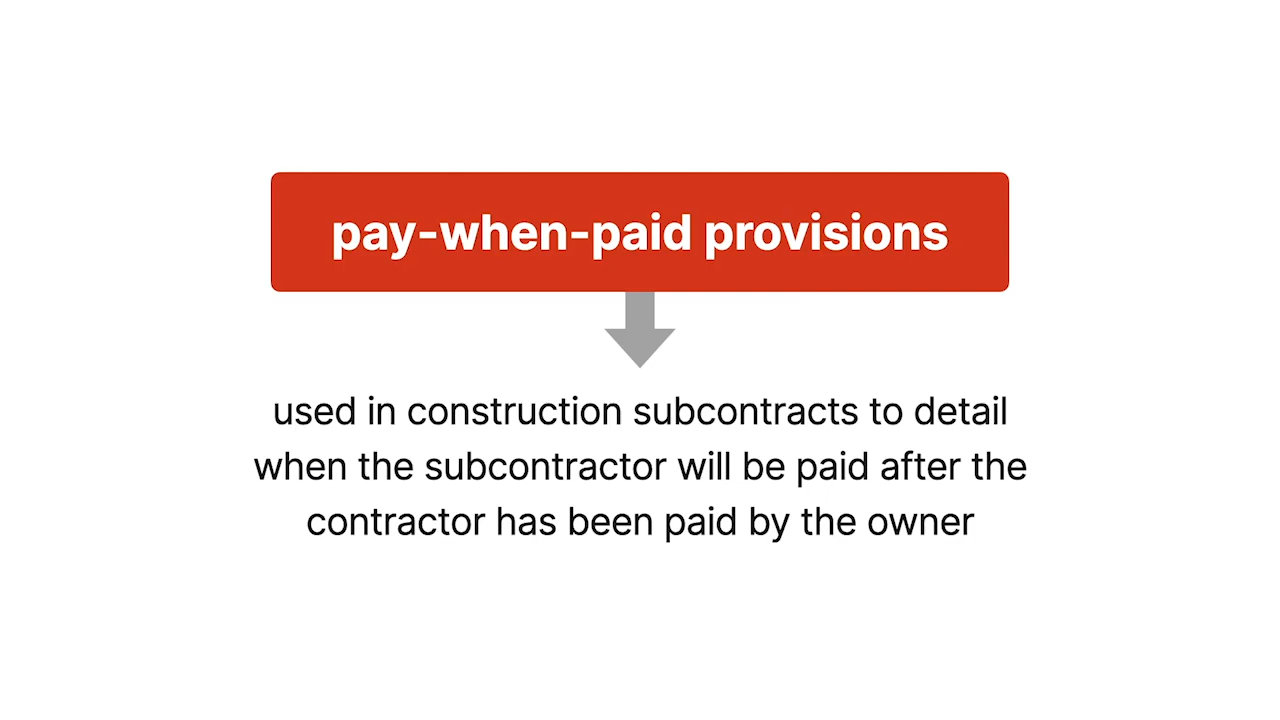 pay-when-paid provisions
used in construction subcontracts to detail
when the subcontractor will be paid after the
contractor has been paid by the owner